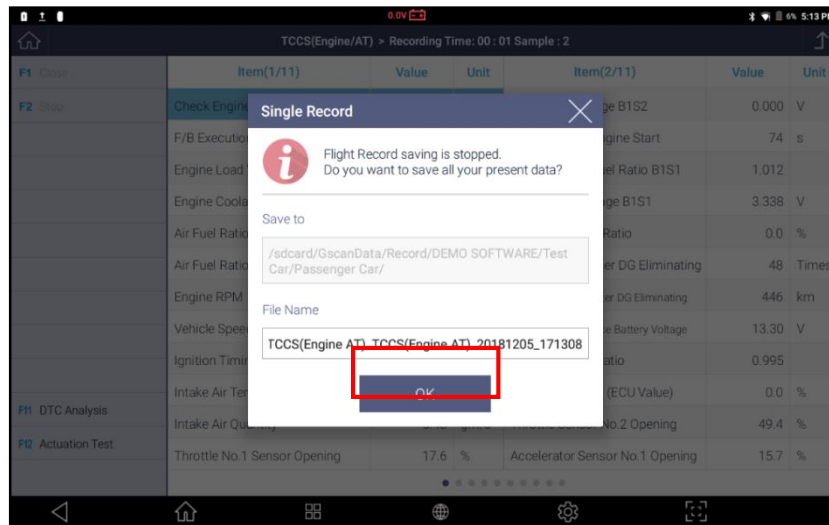 0.0V
6% 5:13 PM
TCCS(Engine/AT) > Recording Time: 00 : 01 Sample : 2
F1 Close
Item(1/11) Value Unit Item(2/11) Value Unit
F2 Stop
Check Engine
ge B1S2 0.000 V
F/B Execution
gine Start 74 s
Engine Load
el Ratio B1S1 1.012
Engine Coola
ge B1S1 3.338 V
Air Fuel Ratio
Ratio 0.0 %
Air Fuel Ratio
er DG Eliminating 48 Times
Engine RPM
er DG Eliminating 446 km
Vehicle Spee
e Battery Voltage 13.30 V
Ignition Timin
atio 0.995
Intake Air Ter
(ECU Value) 0.0 %
Intake Air Qu
No.2 Opening 49.4 %
Throttle No.1 Sensor Opening 17.6 % Accelerator Sensor No.1 Opening 15.7 %
Single Record
Flight Record saving is stopped.
Do you want to save all your present data?
Save to
/sdcard/GscanData/Record/DEMO SOFTWARE/Test
Car/Passenger Car/
File Name
TCCS(Engine AT)_TCCS(Engine AT)_20181205_171308
OK
Ff1 DTC Analysis
Ff2 Actuation Test